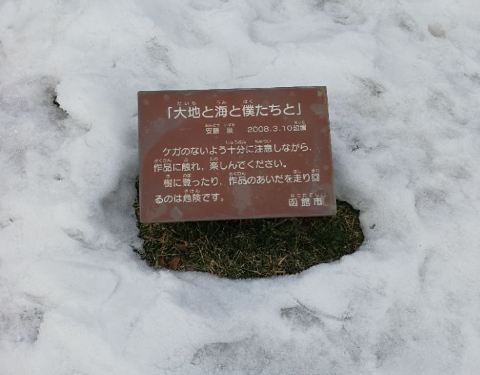 「大地と海と僕たちと」
安藤 泉 2008.3.10設置
ケガのないよう十分に注意しながら、
作品に触れ、楽しんでください。
樹に登ったり、作品のあいだを走り回
るのは危険です。
函館市